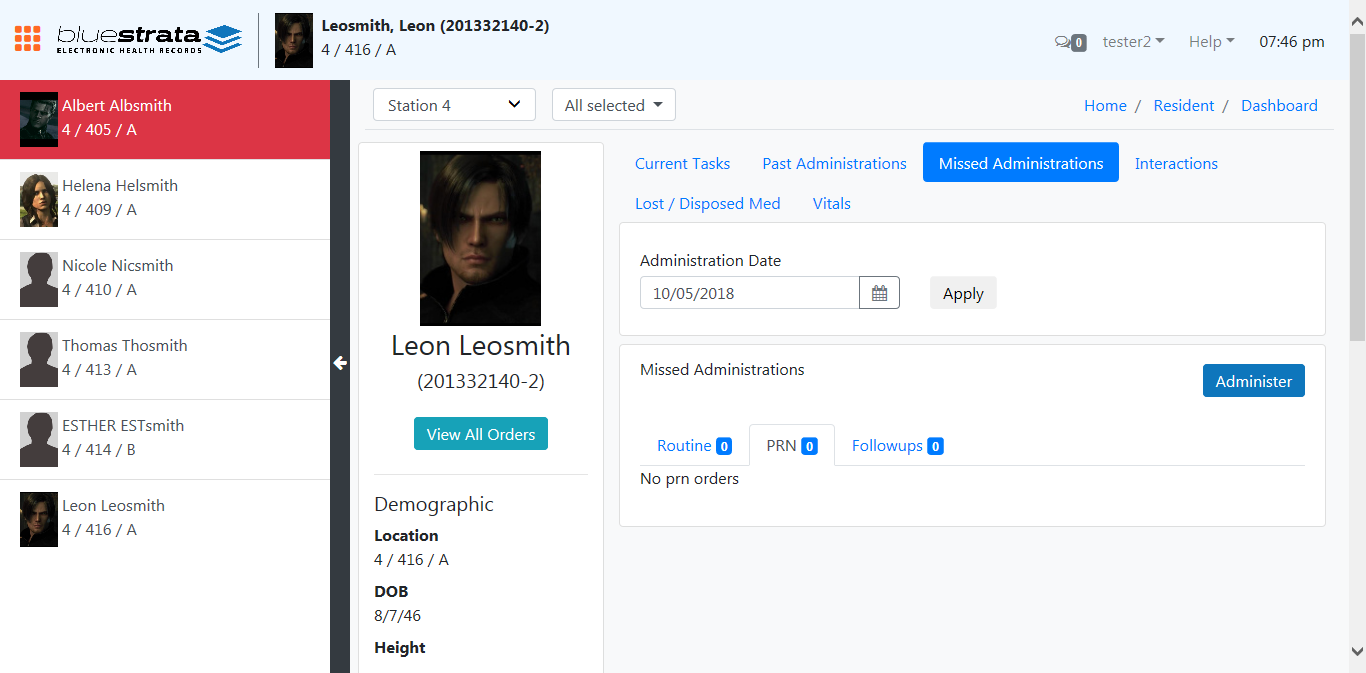 bluestrata
ELECTRONIC HEALTH RECORDS
Leosmith, Leon (201332140-2)
4 / 416 / A
0
tester2
Help
07:46 pm
Albert Albsmith
4 / 405 / A
Helena Helsmith
4 / 409 / A
Nicole Nicsmith
4 / 410 / A
Thomas Thosmith
4 / 413 / A
ESTHER ESTsmith
4 / 414 / B
Leon Leosmith
4 / 416 / A
Station 4
All selected
Home / Resident / Dashboard
Leon Leosmith
(201332140-2)
View All Orders
Demographic
Location
4 / 416 / A
DOB
8/7/46
Height
Current Tasks
Past Administrations
Missed Administrations
Interactions
Lost / Disposed Med
Vitals
Administration Date
10/05/2018
Apply
Missed Administrations
Administer
Routine 0
PRN 0
Followups 0
No prn orders